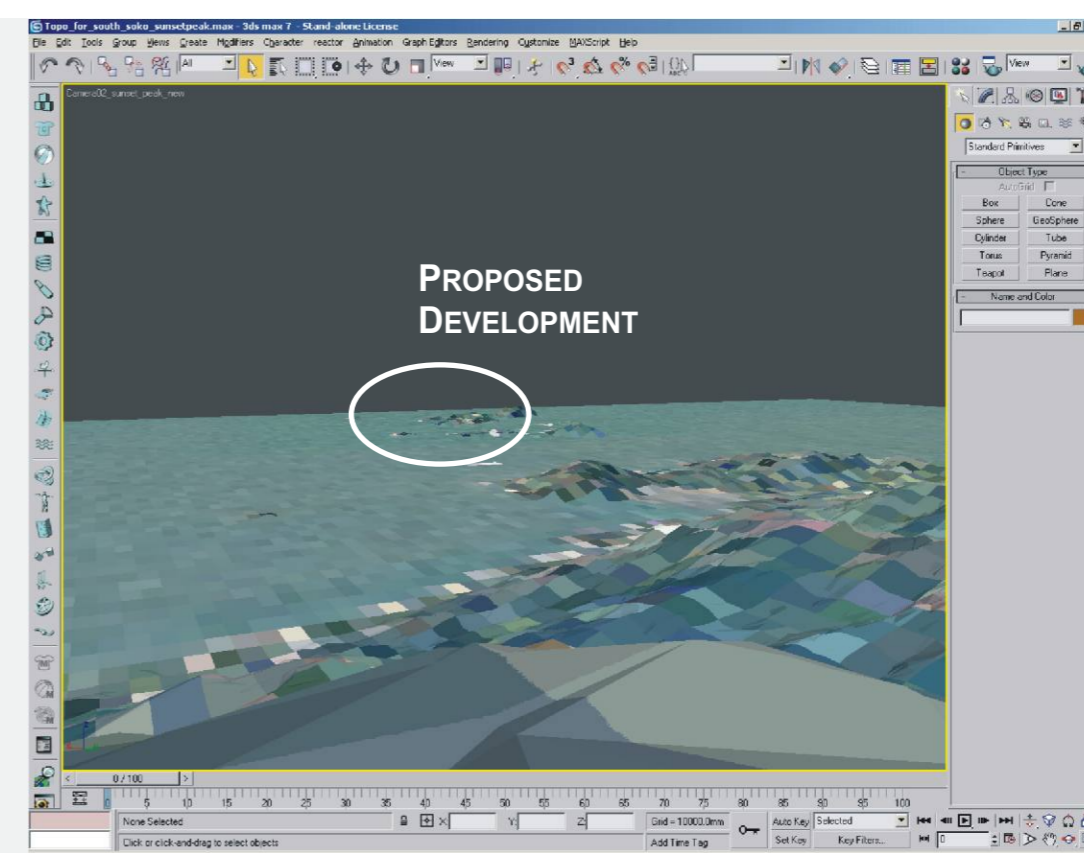 Topo_for_south_soko_sunsetpeak.max - 3ds max 7 - Stand-alone License
File Edit Tools Group Views Create Modifiers Character reactor Animation Graph Editors Rendering Customize MAXScript Help
All
View
View
Camera02_sunset_peak_new
Standard Primitives
Object Type
AutoGrid
Box Cone
Sphere GeoSphere
Cylinder Tube
Torus Pyramid
Teapot Plane
Name and Color
PROPOSED
DEVELOPMENT
0 / 100
0 5 10 15 20 25 30 35 40 45 50 55 60 65 70 75 80 85 90 95 100
None Selected X: Y: Z: Grid = 10000.0mm Auto Key Selected
Click or click-and-drag to select objects Add Time Tag Set Key Key Filters... 0